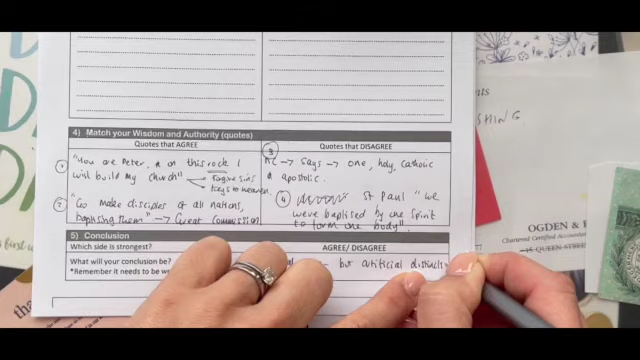 4) Match your Wisdom and Authority (quotes)
Quotes that AGREE
Quotes that DISAGREE
① "You are Peter, & on this rock I
will build my church"
→ Forgive sins
→ keys to heaven.
② "Go make disciples of all nations,
baptising them" → Great commission
③
→ says → one, holy, Catholic
& apostolic.
④ St Paul "we
were baptised by one Spirit
to form one body".
5) Conclusion
Which side is strongest?
AGREE/ DISAGREE
What will your conclusion be?
but artificial
*Remember it needs to be
SHING
OGDEN &
Chartered Certified Accountan
15 QUEEN STREET